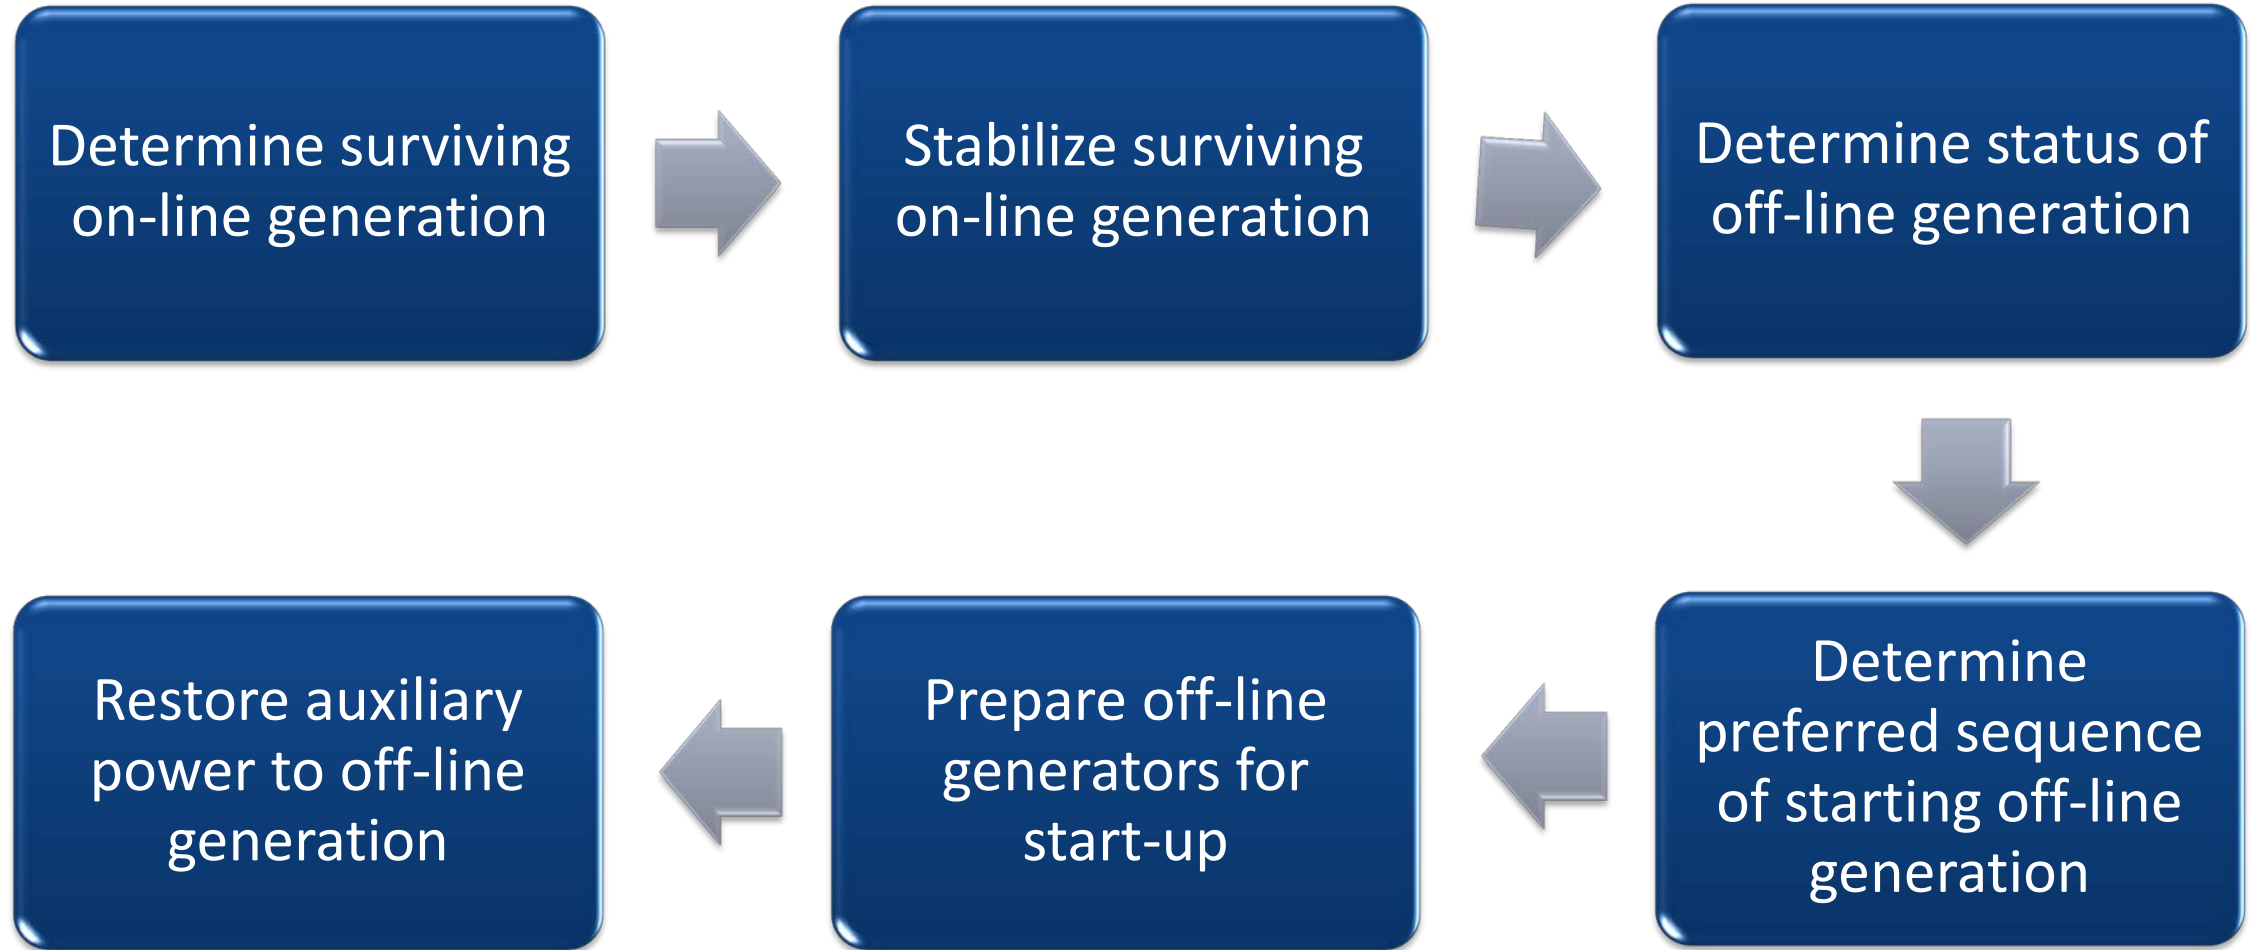 Determine surviving
on-line generation
Stabilize surviving
on-line generation
Determine status of
off-line generation
Determine
preferred sequence
of starting off-line
generation
Prepare off-line
generators for
start-up
Restore auxiliary
power to off-line
generation